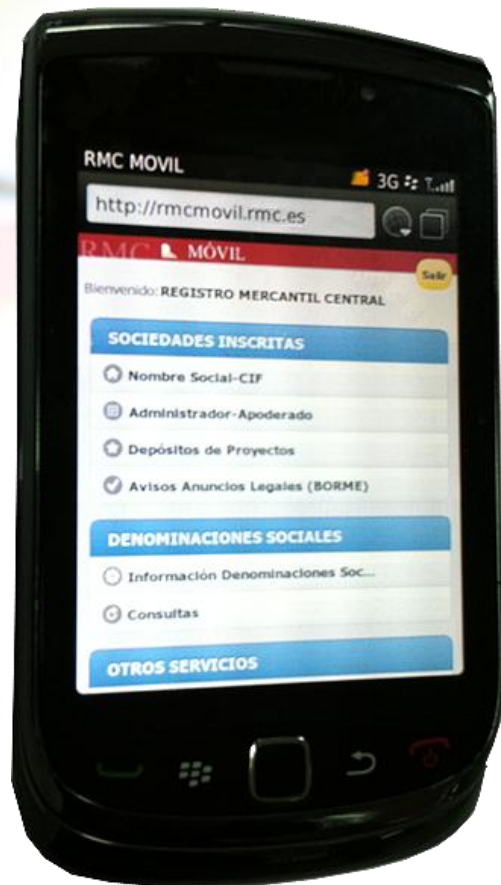 RMC MOVIL
3G
http://rmcmovil.rmc.es
RMC MÓVIL
Salir
Bienvenido: REGISTRO MERCANTIL CENTRAL
SOCIEDADES INSCRITAS
Nombre Social-CIF
Administrador-Apoderado
Depósitos de Proyectos
Avisos Anuncios Legales (BORME)
DENOMINACIONES SOCIALES
Información Denominaciones Soc...
Consultas
OTROS SERVICIOS